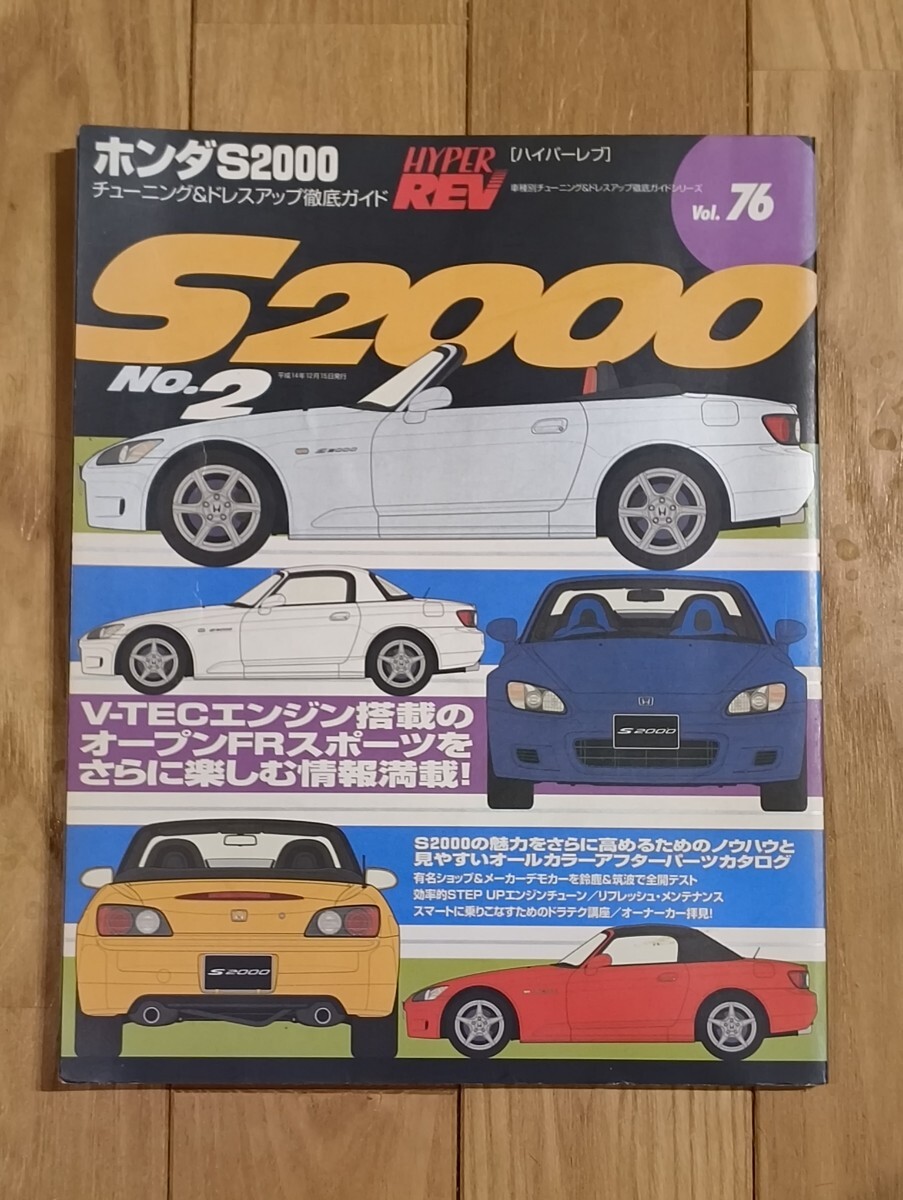 ホンダS2000
チューニング&ドレスアップ徹底ガイド
HYPER
REV
[ハイパーレブ]
車種別チューニング&ドレスアップ徹底ガイドシリーズ
Vol. 76
S2000
No.2
平成14年12月15日発行
S2000
V-TECエンジン搭載の
オープンFRスポーツを
さらに楽しむ情報満載!
S2000
S2000の魅力をさらに高めるためのノウハウと
見やすいオールカラーアフターパーツカタログ
有名ショップ&メーカーデモカーを鈴鹿&筑波で全開テスト
効率的STEP UPエンジンチューン/リフレッシュ・メンテナンス
スマートに乗りこなすためのドラテク講座/オーナーカー拝見!
S2000